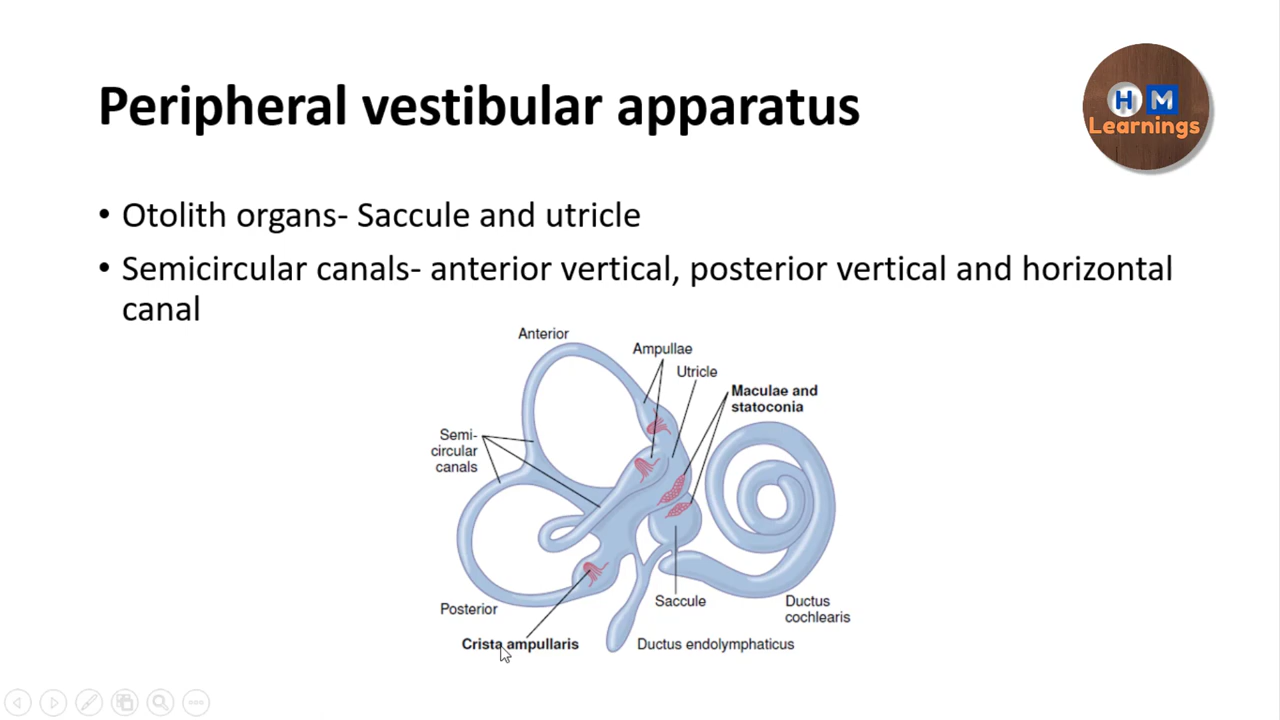 Peripheral vestibular apparatus
H M
Learnings
• Otolith organs- Saccule and utricle
• Semicircular canals- anterior vertical, posterior vertical and horizontal
canal
Anterior
Ampullae
Utricle
Maculae and
statoconia
Semi-
circular
canals
Posterior
Saccule
Ductus
cochlearis
Crista ampullaris
Ductus endolymphaticus